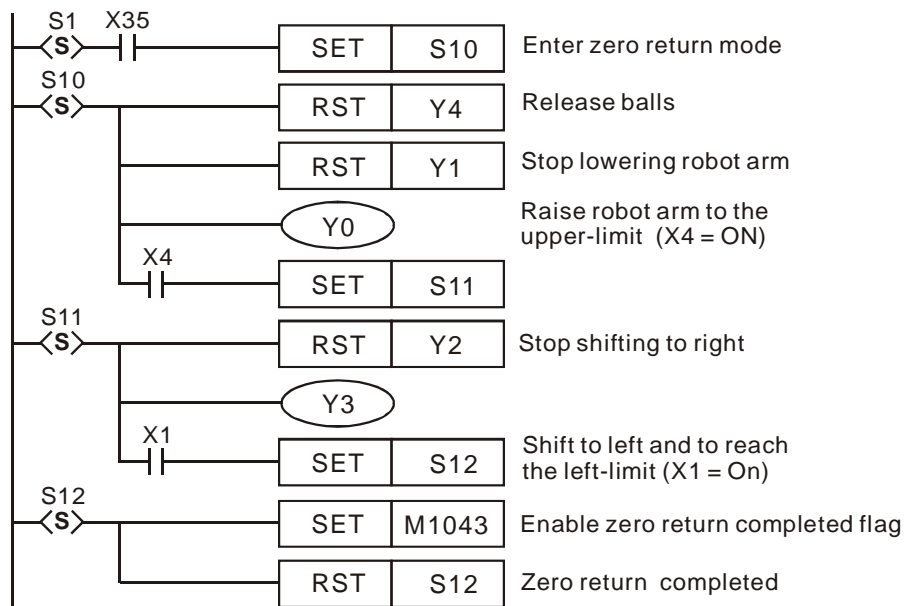 S1 X35
S SET S10 Enter zero return mode
S10
S RST Y4 Release balls
RST Y1 Stop lowering robot arm
Y0 Raise robot arm to the
upper-limit (X4 = ON)
X4
SET S11
S11
S RST Y2 Stop shifting to right
Y3
X1
SET S12 Shift to left and to reach
the left-limit (X1 = On)
S12
S SET M1043 Enable zero return completed flag
RST S12 Zero return completed